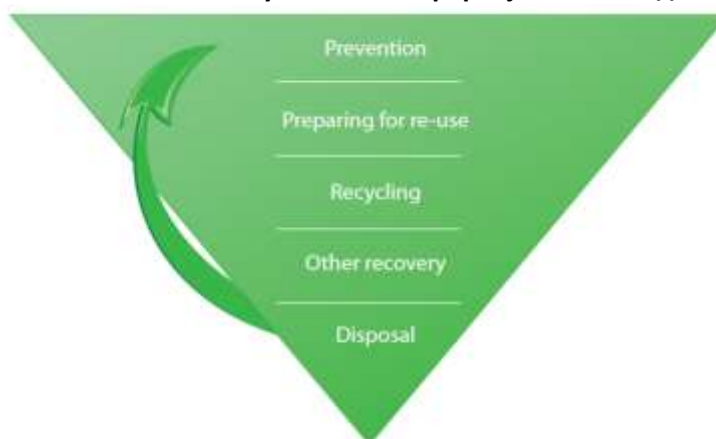 Prevention
Preparing for re-use
Recycling
Other recovery
Disposal